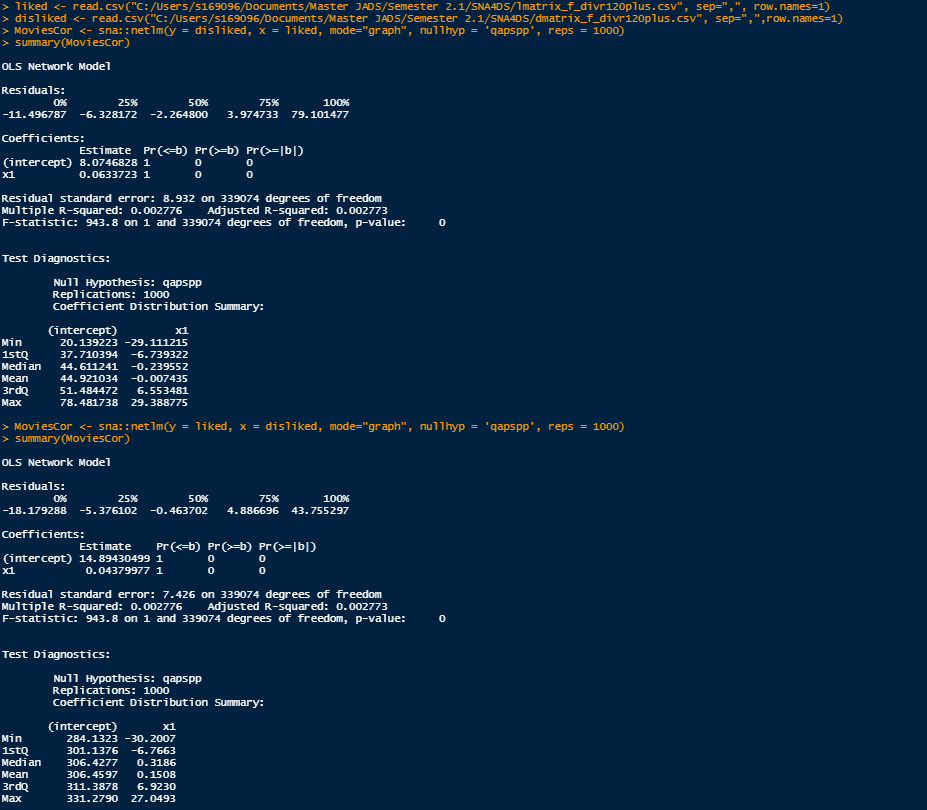 > liked <- read.csv("C:/Users/s169096/Documents/Master JADS/Semester 2.1/SNA4DS/lmatrix_f_divr120plus.csv", sep=",", row.names=1)
> disliked <- read.csv("C:/Users/s169096/Documents/Master JADS/Semester 2.1/SNA4DS/dmatrix_f_divr120plus.csv", sep=",",row.names=1)
> MoviesCor <- sna::netlm(y = disliked, x = liked, mode="graph", nullhyp = 'qapspp', reps = 1000)
> summary(MoviesCor)
OLS Network Model
Residuals:
0% 25% 50% 75% 100%
-11.496787 -6.328172 -2.264800 3.974733 79.101477
Coefficients:
Estimate Pr(<=b) Pr(>=b) Pr(>=|b|)
(intercept) 8.0746828 1 0 0
x1 0.0633723 1 0 0
Residual standard error: 8.932 on 339074 degrees of freedom
Multiple R-squared: 0.002776 Adjusted R-squared: 0.002773
F-statistic: 943.8 on 1 and 339074 degrees of freedom, p-value: 0
Test Diagnostics:
Null Hypothesis: qapspp
Replications: 1000
Coefficient Distribution Summary:
(intercept) x1
Min 20.139223 -29.111215
1stQ 37.710394 -6.739322
Median 44.611241 -0.239552
Mean 44.921034 -0.007435
3rdQ 51.484472 6.553481
Max 78.481738 29.388775
> MoviesCor <- sna::netlm(y = liked, x = disliked, mode="graph", nullhyp = 'qapspp', reps = 1000)
> summary(MoviesCor)
OLS Network Model
Residuals:
0% 25% 50% 75% 100%
-18.179288 -5.376102 -0.463702 4.886696 43.755297
Coefficients:
Estimate Pr(<=b) Pr(>=b) Pr(>=|b|)
(intercept) 14.89430499 1 0 0
x1 0.04379977 1 0 0
Residual standard error: 7.426 on 339074 degrees of freedom
Multiple R-squared: 0.002776 Adjusted R-squared: 0.002773
F-statistic: 943.8 on 1 and 339074 degrees of freedom, p-value: 0
Test Diagnostics:
Null Hypothesis: qapspp
Replications: 1000
Coefficient Distribution Summary:
(intercept) x1
Min 284.1323 -30.2007
1stQ 301.1376 -6.7663
Median 306.4277 0.3186
Mean 306.4597 0.1508
3rdQ 311.3878 6.9230
Max 331.2790 27.0493